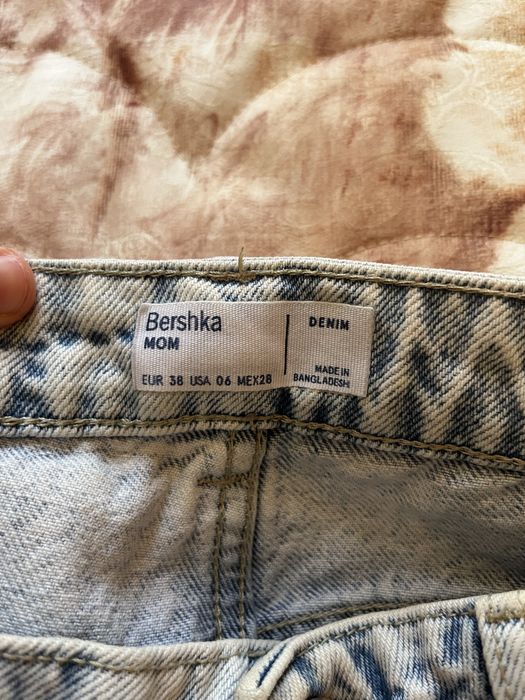 Bershka
MOM
EUR 38 USA 06 MEX28
DENIM
MADE IN
BANGLADESH